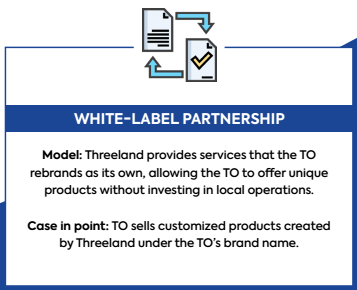 WHITE-LABEL PARTNERSHIP
Model: Threeland provides services that the TO
rebrands as its own, allowing the TO to offer unique
products without investing in local operations.
Case in point: TO sells customized products created
by Threeland under the TO’s brand name.